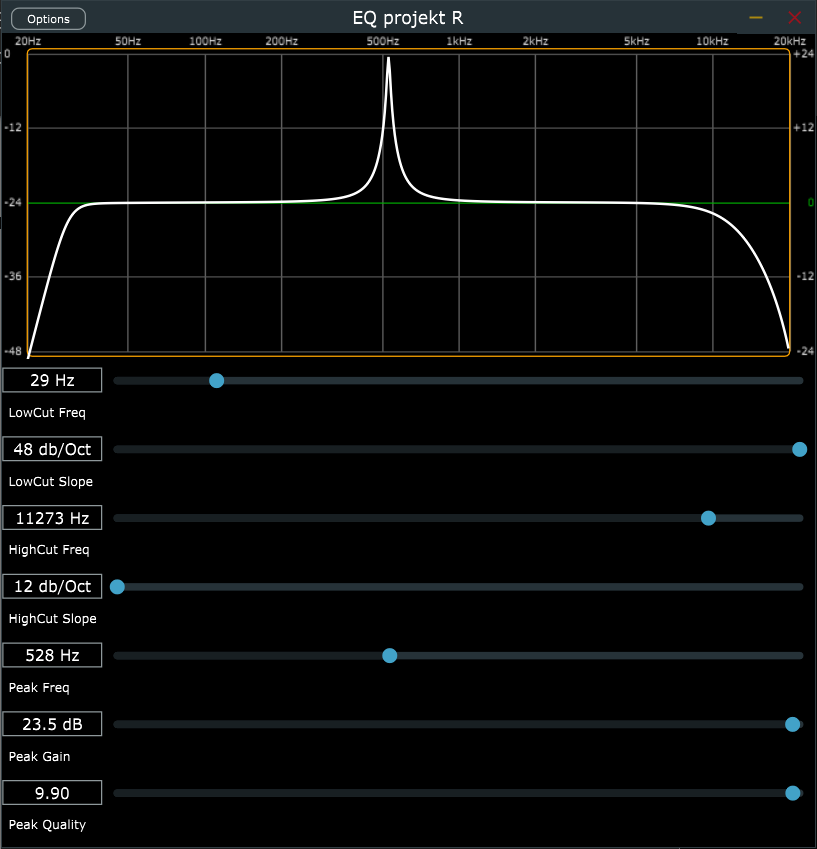 Options EQ projekt R
20Hz 50Hz 100Hz 200Hz 500Hz 1kHz 2kHz 5kHz 10kHz 20kHz
0 +24
-12 +12
-24 0
-36 -12
-48 -24
29 Hz
LowCut Freq
48 db/Oct
LowCut Slope
11273 Hz
HighCut Freq
12 db/Oct
HighCut Slope
528 Hz
Peak Freq
23.5 dB
Peak Gain
9.90
Peak Quality